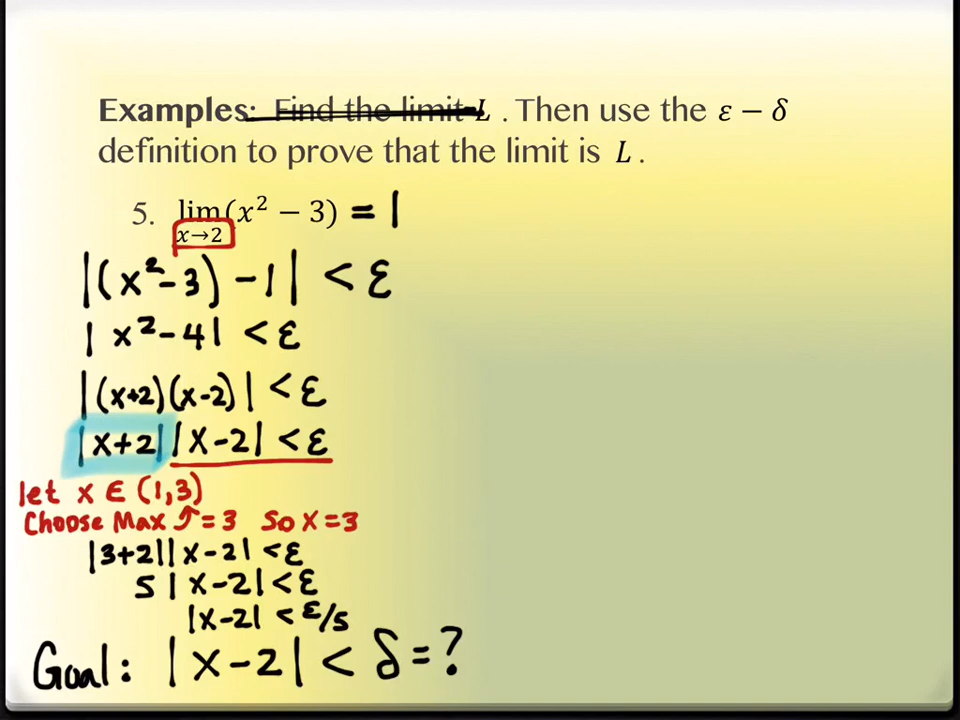 Examples: Find the limit L . Then use the ε − δ
definition to prove that the limit is L .
5. lim(x² − 3) = 1
x→2
|(x²-3) -1| < ε
|x²-4| < ε
|(x+2)(x-2)| < ε
|x+2||x-2| < ε
let x ∈ (1,3)
Choose Max ↑=3 So x=3
|3+2||x-2| < ε
5|x-2| < ε
|x-2| < ε/5
Goal: |x-2| < δ=?